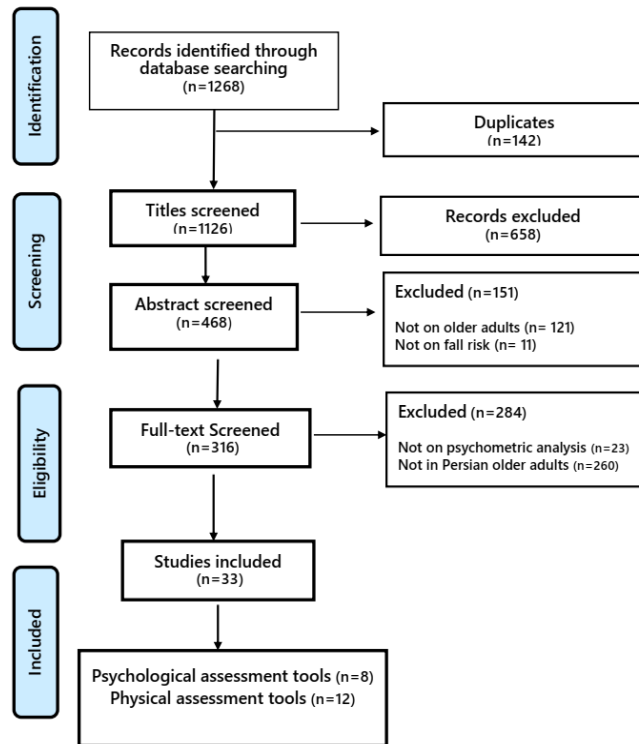 Identification
Records identified through
database searching
(n=1268)
Duplicates
(n=142)
Screening
Titles screened
(n=1126)
Records excluded
(n=658)
Abstract screened
(n=468)
Excluded (n=151)
Not on older adults (n= 121)
Not on fall risk (n= 11)
Eligibility
Full-text Screened
(n=316)
Excluded (n=284)
Not on psychometric analysis (n=23)
Not in Persian older adults (n=260)
Included
Studies included
(n=33)
Psychological assessment tools (n=8)
Physical assessment tools (n=12)